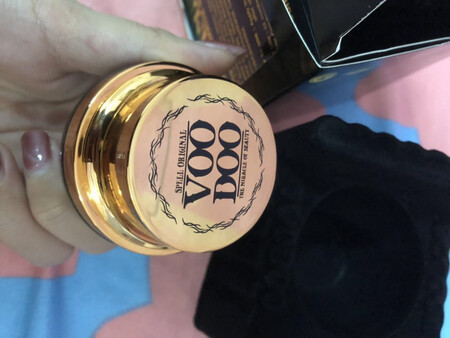 SPELL ORIGINAL
VOO
DOO
THE MIRACLE OF BEAUTY